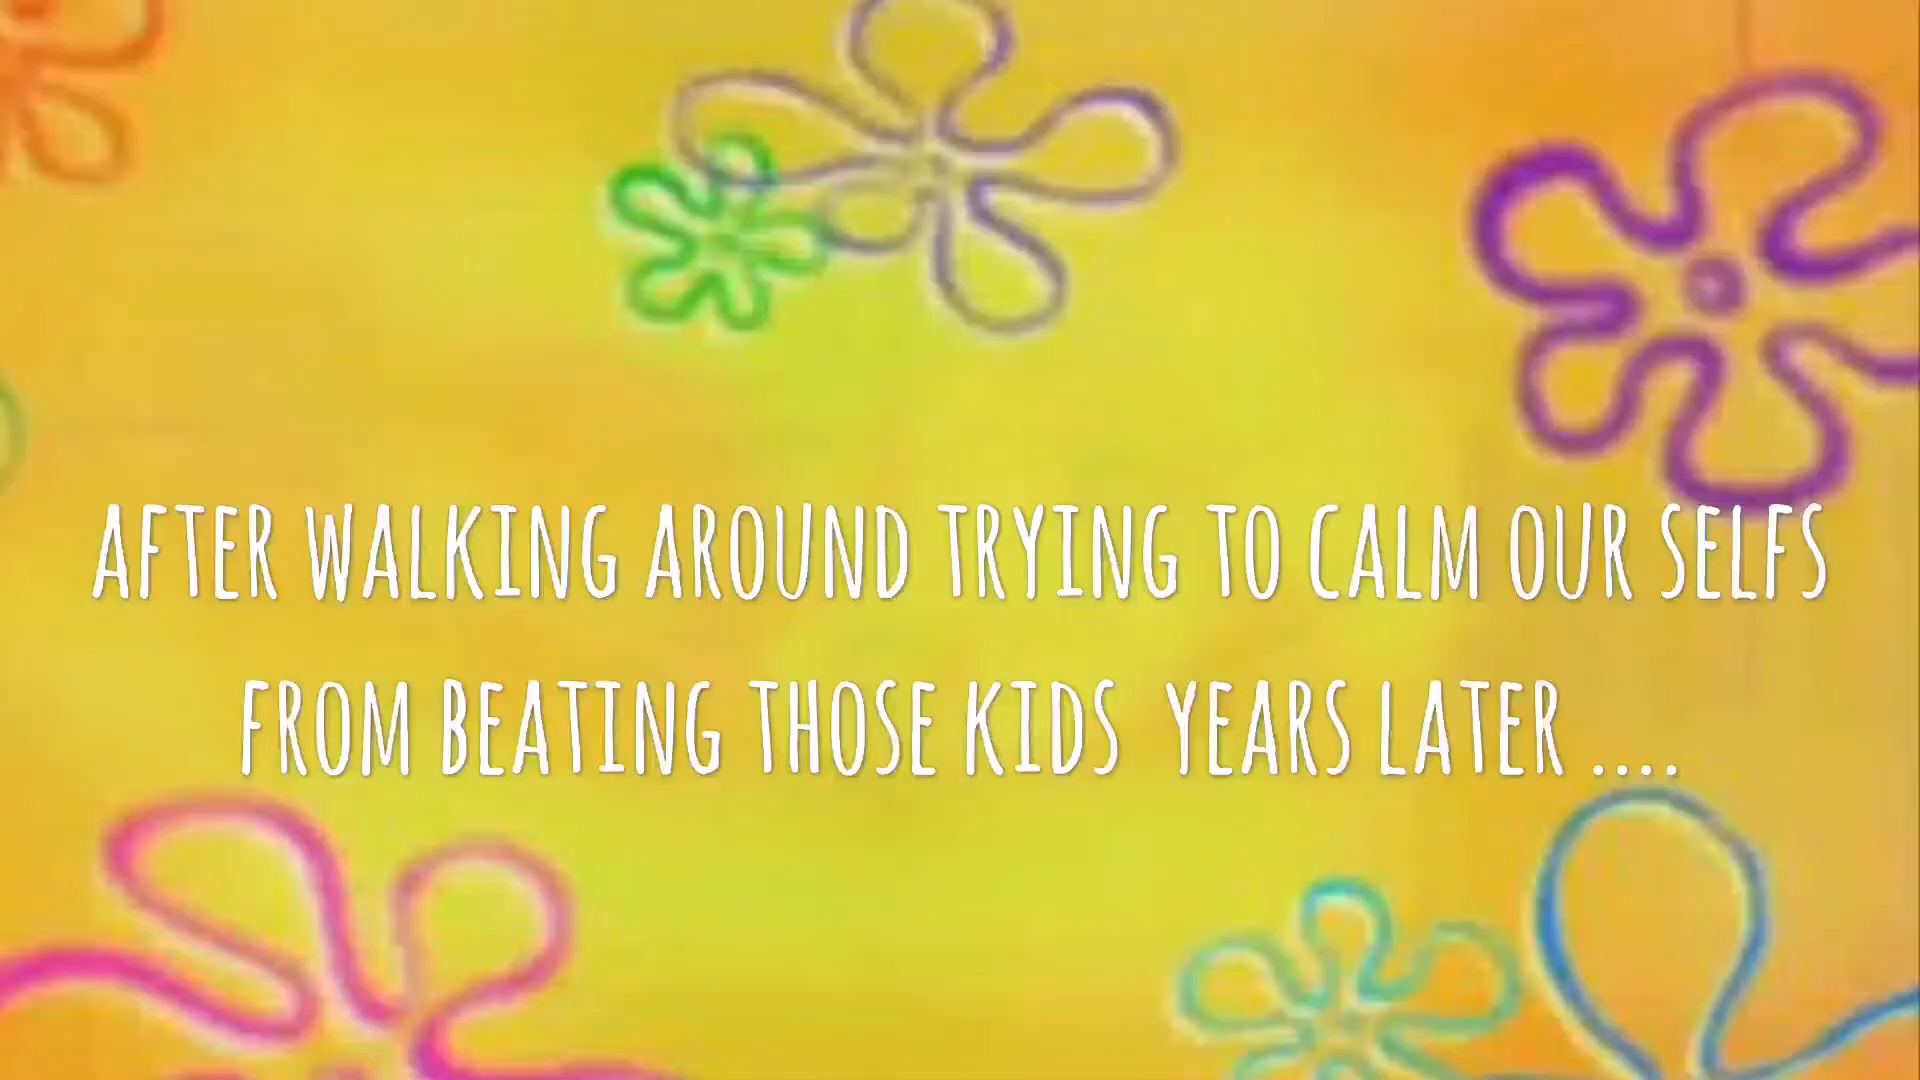 AFTER WALKING AROUND TRYING TO CALM OUR SELFS
FROM BEATING THOSE KIDS YEARS LATER ....